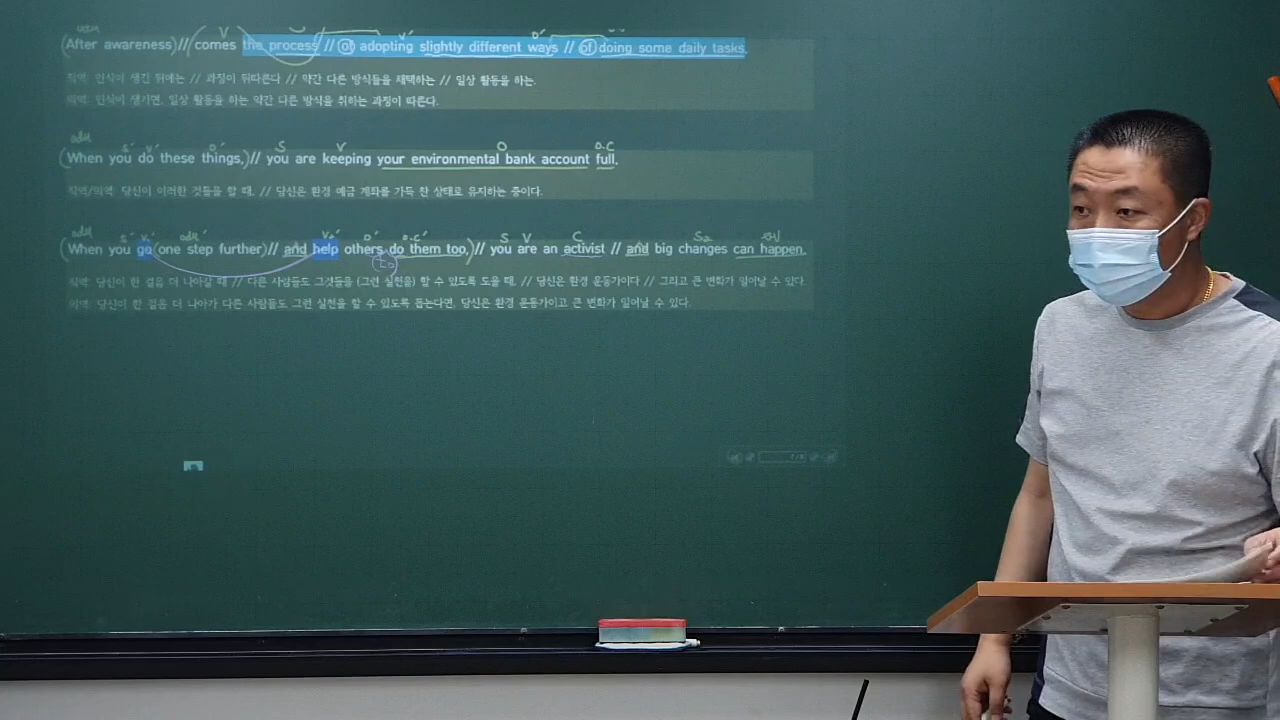 (After awareness)//(comes the process // of adopting slightly different ways // of doing some daily tasks.
직역: 인식이 생긴 뒤에는 // 과정이 뒤따른다 // 약간 다른 방식들을 채택하는 // 일상 활동을 하는.
의역: 인식이 생기면, 일상 활동을 하는 약간 다른 방식을 취하는 과정이 따른다.
S´ V´ O´ S V O O·C
(When you do these things,)// you are keeping your environmental bank account full.
직역/의역: 당신이 이러한 것들을 할 때, // 당신은 환경 예금 계좌를 가득 찬 상태로 유지하는 중이다.
S´ O´ O·C´ S V C S₂
(When you go (one step further)// and help others do them too,)// you are an activist // and big changes can happen.
직역: 당신이 한 걸음 더 나아갈 때 // 다른 사람들도 그것들을 (그런 실천을) 할 수 있도록 도울 때, // 당신은 환경 운동가이다 // 그리고 큰 변화가 일어날 수 있다.
의역: 당신이 한 걸음 더 나아가 다른 사람들도 그런 실천을 할 수 있도록 돕는다면, 당신은 환경 운동가이고 큰 변화가 일어날 수 있다.